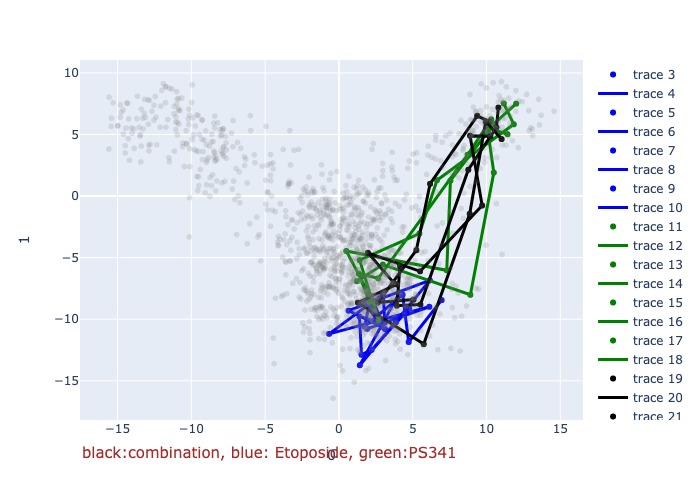 10
5
0
−5
−10
−15
1
−15
−10
−5
0
5
10
15
0
black:combination, blue: Etoposide, green:PS341
trace 3
trace 4
trace 5
trace 6
trace 7
trace 8
trace 9
trace 10
trace 11
trace 12
trace 13
trace 14
trace 15
trace 16
trace 17
trace 18
trace 19
trace 20
trace 21